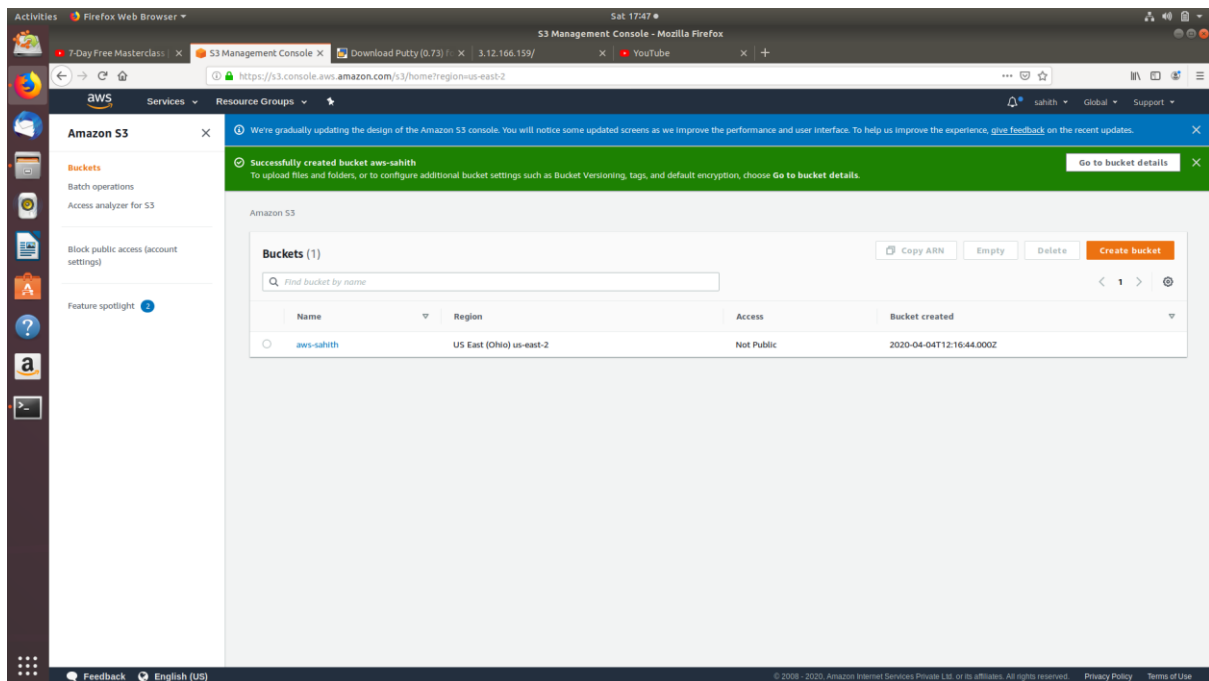 Activities Firefox Web Browser Sat 17:47
S3 Management Console - Mozilla Firefox
7-Day Free Masterclass S3 Management Console Download Putty (0.73) 3.12.166.159/ YouTube
https://s3.console.aws.amazon.com/s3/home?region=us-east-2
aws Services Resource Groups sahith Global Support
Amazon S3
We're gradually updating the design of the Amazon S3 console. You will notice some updated screens as we improve the performance and user interface. To help us improve the experience, give feedback on the recent updates.
Buckets
Batch operations
Access analyzer for S3
Block public access (account
settings)
Feature spotlight 2
Successfully created bucket aws-sahith
To upload files and folders, or to configure additional bucket settings such as Bucket Versioning, tags, and default encryption, choose Go to bucket details.
Go to bucket details
Amazon S3
Buckets (1) Copy ARN Empty Delete Create bucket
Find bucket by name 1
Name Region Access Bucket created
aws-sahith US East (Ohio) us-east-2 Not Public 2020-04-04T12:16:44.000Z
Feedback English (US) © 2008 - 2020, Amazon Internet Services Private Ltd. or its affiliates. All rights reserved. Privacy Policy Terms of Use